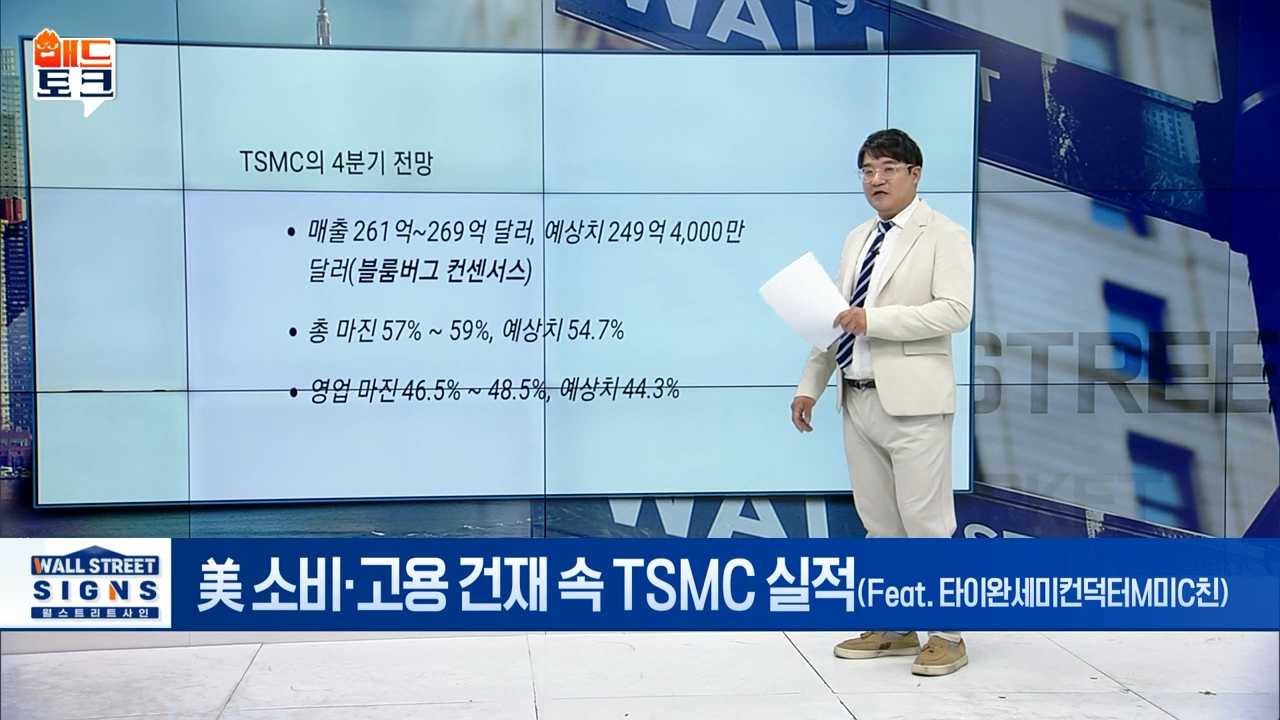 매드
토크
WALL
TSMC의 4분기 전망
• 매출 261억~269억 달러, 예상치 249억 4,000만
달러(블룸버그 컨센서스)
• 총 마진 57% ~ 59%, 예상치 54.7%
• 영업 마진 46.5% ~ 48.5%, 예상치 44.3%
STREE
WALL
WALL STREET
SIGNS
월스트리트사인
美 소비·고용 건재 속 TSMC 실적(Feat. 타이완세미컨덕터M미C친)